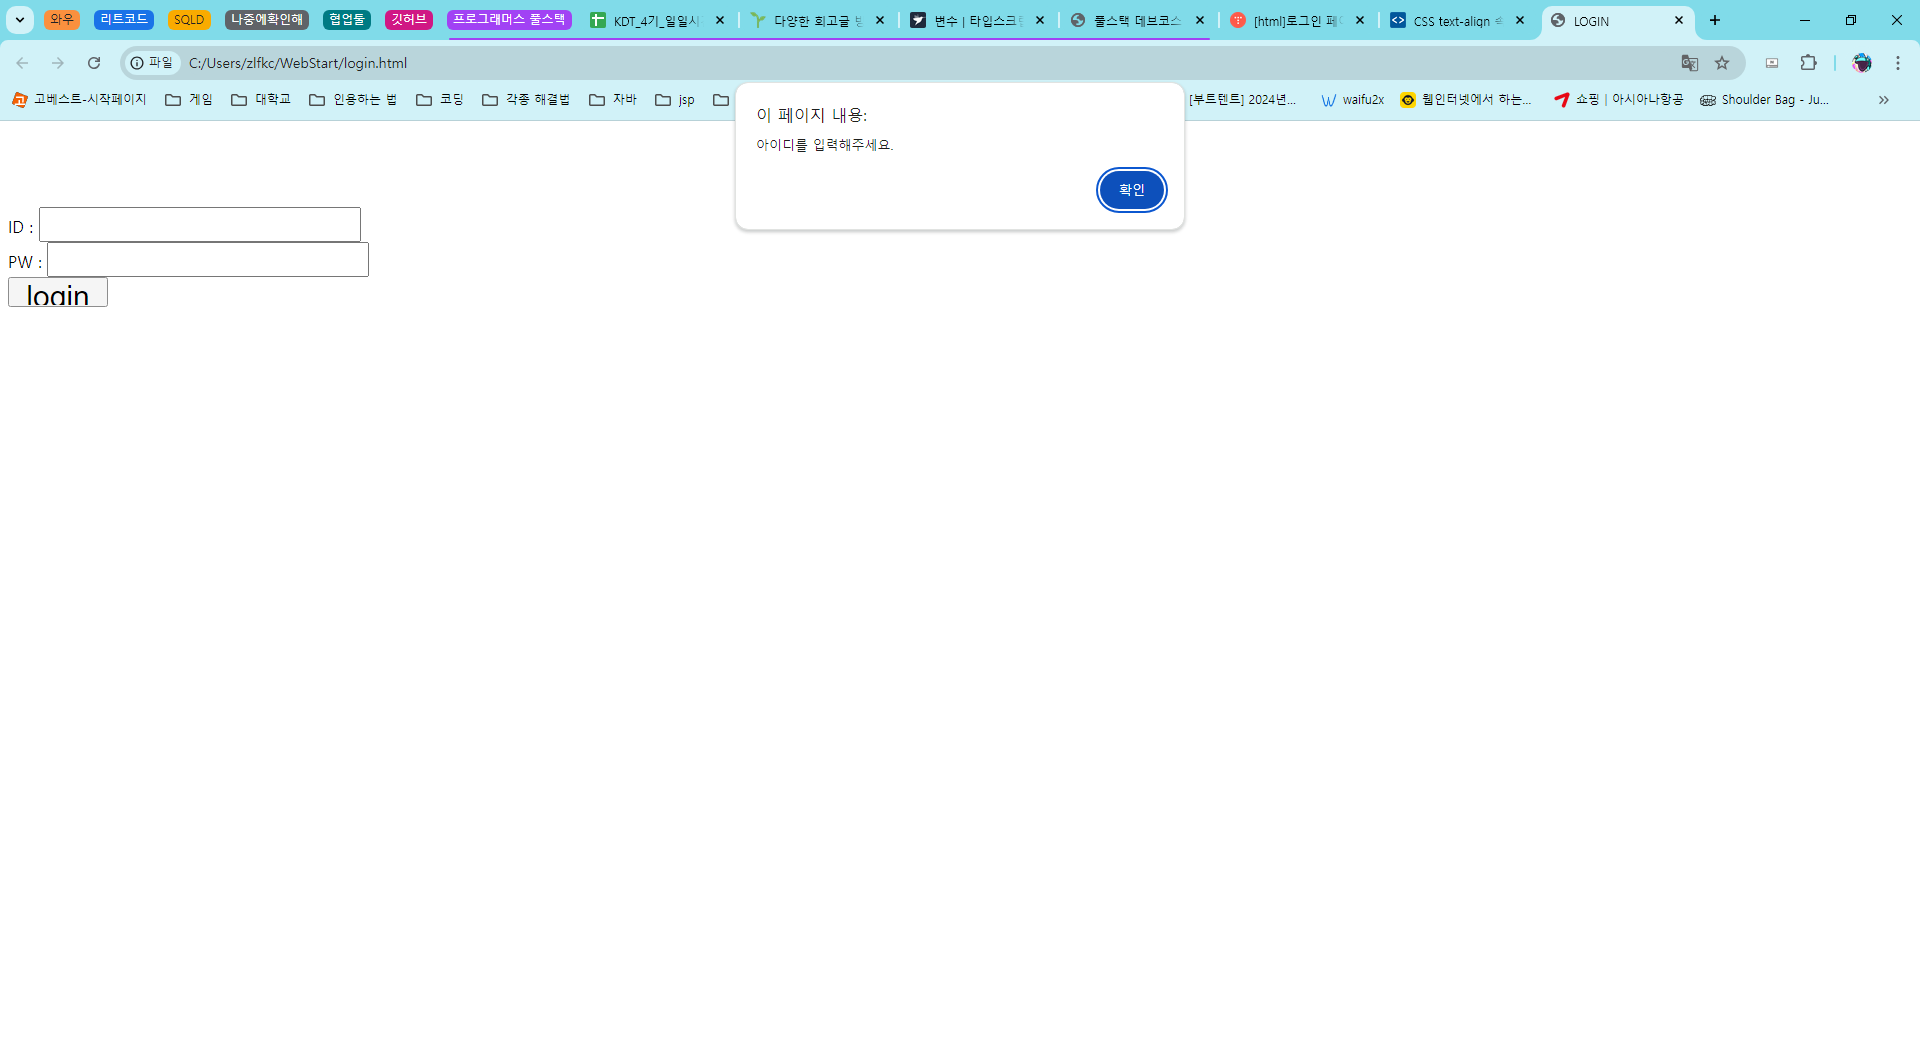 와우 리트코드 SQLD 나중에확인해 협업툴 깃허브 프로그래머스 풀스택 KDT_4기_일일시 다양한 회고글 변수 | 타입스크 풀스택 데브코스 [html]로그인 페 CSS text-align LOGIN
파일 C:/Users/zlfkc/WebStart/login.html
고베스트-시작페이지 게임 대학교 인용하는 법 코딩 각종 해결법 자바 jsp [부트텐트] 2024년... waifu2x 웹인터넷에서 하는... 쇼핑 | 아시아나항공 Shoulder Bag - Ju...
이 페이지 내용:
아이디를 입력해주세요.
확인
ID :
PW :
login